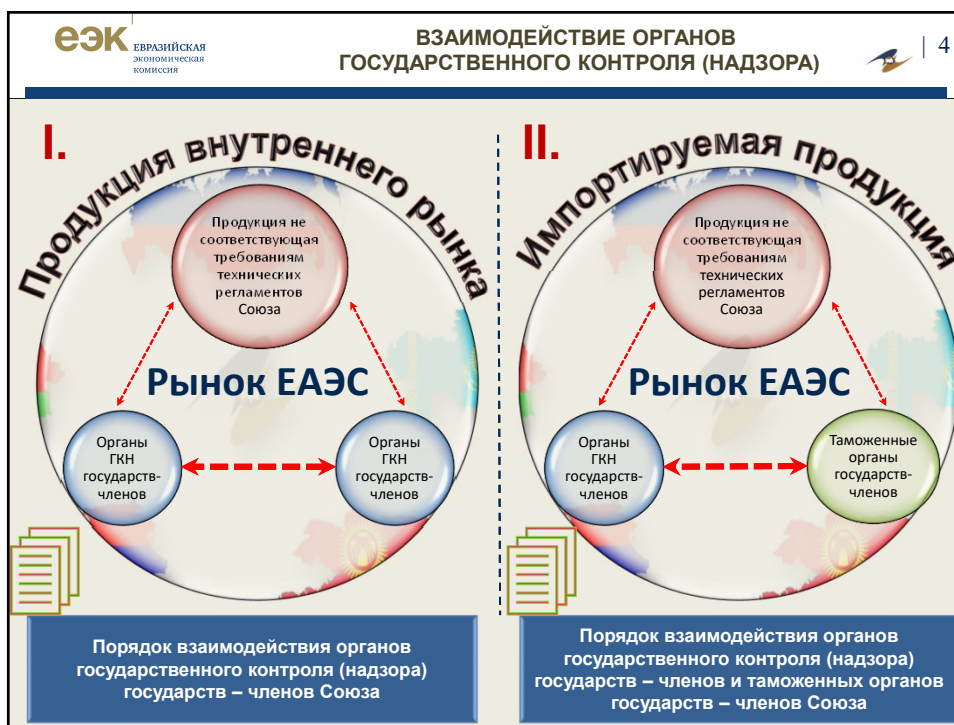 еэк
ЕВРАЗИЙСКАЯ
экономическая
комиссия
ВЗАИМОДЕЙСТВИЕ ОРГАНОВ
ГОСУДАРСТВЕННОГО КОНТРОЛЯ (НАДЗОРА)
| 4
I.
Продукция внутреннего рынка
Продукция не
соответствующая
требованиям
технических
регламентов
Союза
Рынок ЕАЭС
Органы
ГКН
государств-
членов
Органы
ГКН
государств-
членов
Порядок взаимодействия органов
государственного контроля (надзора)
государств – членов Союза
II.
Импортируемая продукция
Продукция не
соответствующая
требованиям
технических
регламентов
Союза
Рынок ЕАЭС
Органы
ГКН
государств-
членов
Таможенные
органы
государств-
членов
Порядок взаимодействия органов
государственного контроля (надзора)
государств – членов и таможенных органов
государств – членов Союза